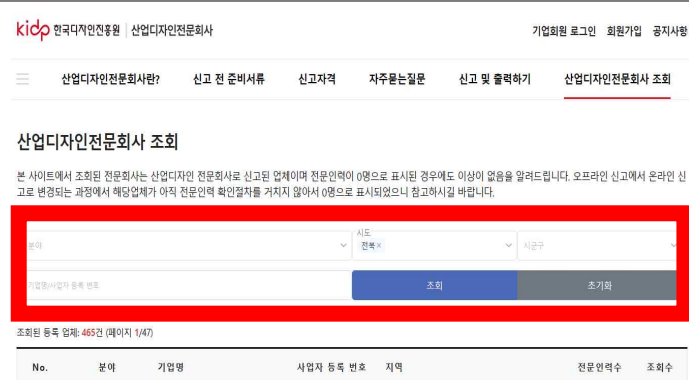 kidp 한국디자인진흥원 | 산업디자인전문회사
기업회원 로그인 회원가입 공지사항
산업디자인전문회사란? 신고 전 준비서류 신고자격 자주묻는질문 신고 및 출력하기 산업디자인전문회사 조회
산업디자인전문회사 조회
본 사이트에서 조회된 전문회사는 산업디자인 전문회사로 신고된 업체이며 전문인력이 0명으로 표시된 경우에도 이상이 없음을 알려드립니다. 오프라인 신고에서 온라인 신
고로 변경되는 과정에서 해당업체가 아직 전문인력 확인절차를 거치지 않아서 0명으로 표시되었으니 참고하시길 바랍니다.
시도
분야 전북× 시군구
기업명/사업자 등록 번호 조회 초기화
조회된 등록 업체: 465건 (페이지 1/47)
No. 분야 기업명 사업자 등록 번호 지역 전문인력수 조회수